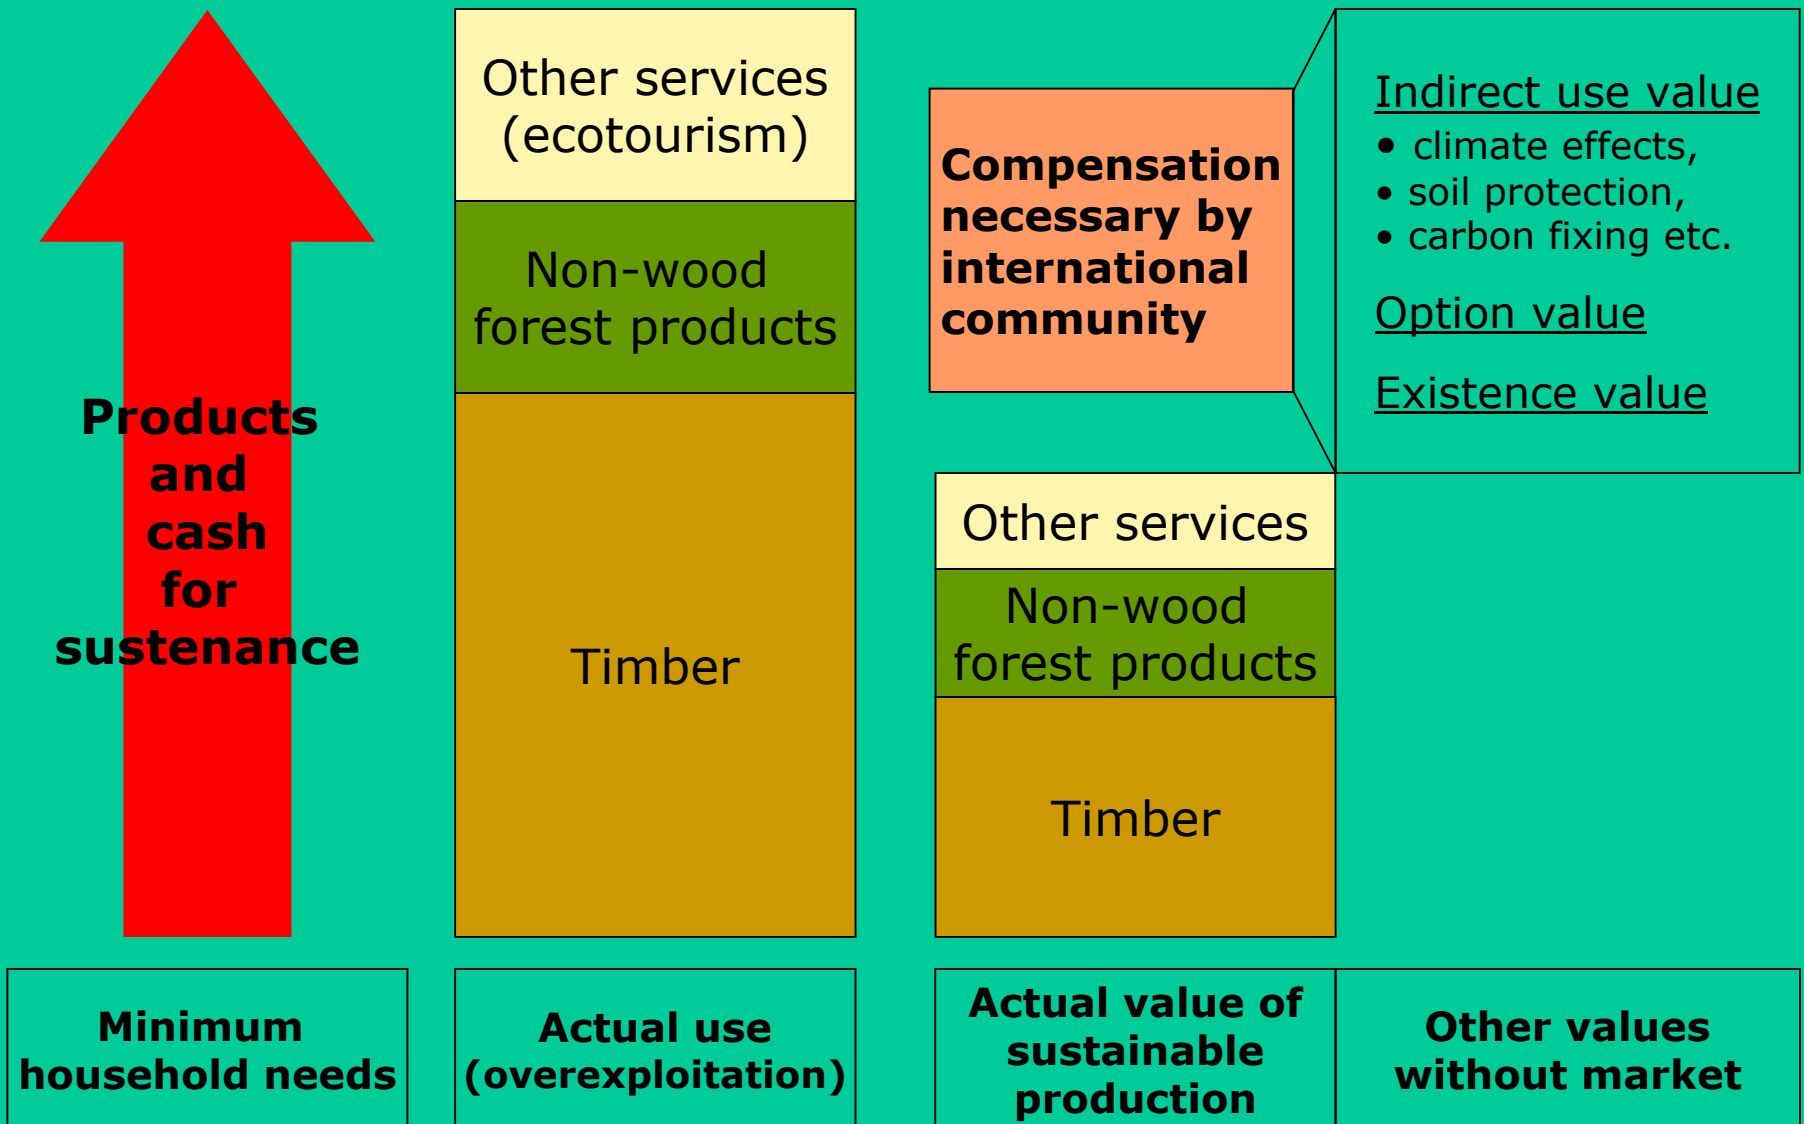 Products
and
cash
for
sustenance
Other services
(ecotourism)
Non-wood
forest products
Timber
Compensation
necessary by
international
community
Indirect use value
• climate effects,
• soil protection,
• carbon fixing etc.
Option value
Existence value
Other services
Non-wood
forest products
Timber
Minimum
household needs
Actual use
(overexploitation)
Actual value of
sustainable
production
Other values
without market